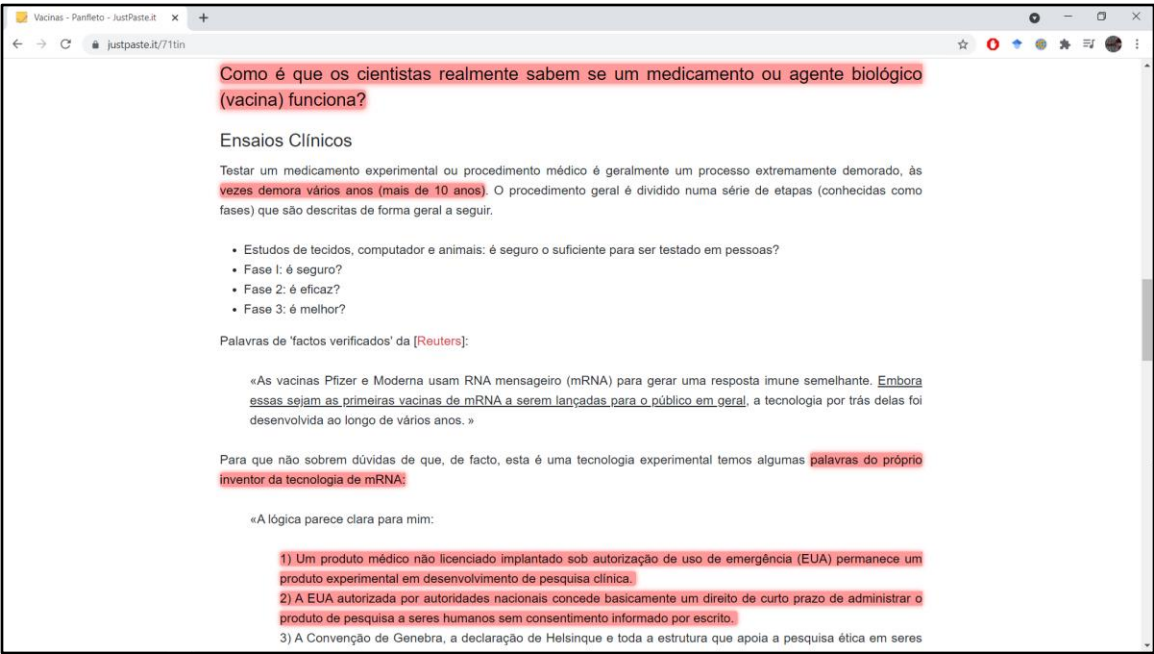 Vacinas - Panfleto - JustPaste.it
justpaste.it/71tin
Como é que os cientistas realmente sabem se um medicamento ou agente biológico
(vacina) funciona?
Ensaios Clínicos
Testar um medicamento experimental ou procedimento médico é geralmente um processo extremamente demorado, às
vezes demora vários anos (mais de 10 anos). O procedimento geral é dividido numa série de etapas (conhecidas como
fases) que são descritas de forma geral a seguir.
• Estudos de tecidos, computador e animais: é seguro o suficiente para ser testado em pessoas?
• Fase I: é seguro?
• Fase 2: é eficaz?
• Fase 3: é melhor?
Palavras de 'factos verificados' da [Reuters]:
«As vacinas Pfizer e Moderna usam RNA mensageiro (mRNA) para gerar uma resposta imune semelhante. Embora
essas sejam as primeiras vacinas de mRNA a serem lançadas para o público em geral, a tecnologia por trás delas foi
desenvolvida ao longo de vários anos. »
Para que não sobrem dúvidas de que, de facto, esta é uma tecnologia experimental temos algumas palavras do próprio
inventor da tecnologia de mRNA:
«A lógica parece clara para mim:
1) Um produto médico não licenciado implantado sob autorização de uso de emergência (EUA) permanece um
produto experimental em desenvolvimento de pesquisa clínica.
2) A EUA autorizada por autoridades nacionais concede basicamente um direito de curto prazo de administrar o
produto de pesquisa a seres humanos sem consentimento informado por escrito.
3) A Convenção de Genebra, a declaração de Helsinque e toda a estrutura que apoia a pesquisa ética em seres